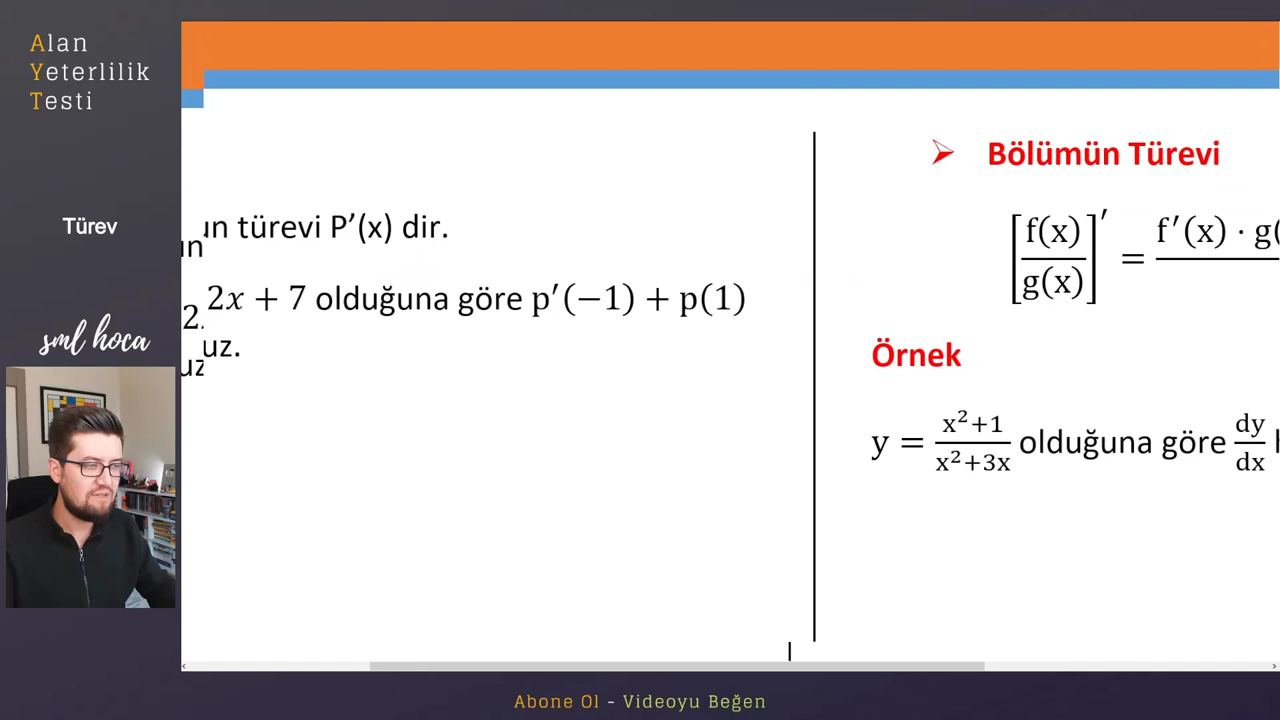 Alan
Yeterlilik
Testi
Türev
sml hoca
ün türevi P′(x) dir.
2x + 7 olduğuna göre p′(−1) + p(1)
uz.
➢ Bölümün Türevi
[f(x)/g(x)]′ = f′(x) · g(
Örnek
y = x²+1/x²+3x olduğuna göre dy/dx
Abone Ol - Videoyu Beğen